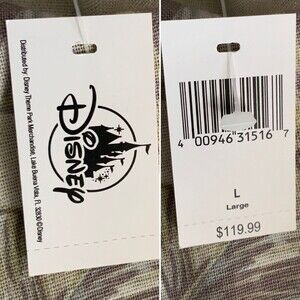 Distributed by: Disney Theme Park Merchandise, Lake Buena Vista, FL 32830 ©Disney
Disney
4 00946 31516 7
L
Large
$119.99